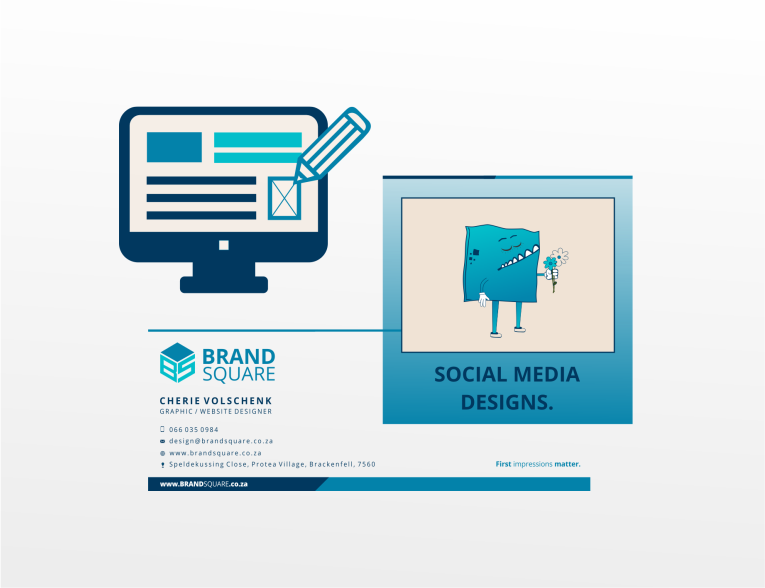 BRAND
SQUARE
CHERIE VOLSCHENK
GRAPHIC / WEBSITE DESIGNER
066 035 0984
design@brandsquare.co.za
www.brandsquare.co.za
Speldekussing Close, Protea Village, Brackenfell, 7560
SOCIAL MEDIA
DESIGNS.
First impressions matter.
www.BRANDSQUARE.co.za